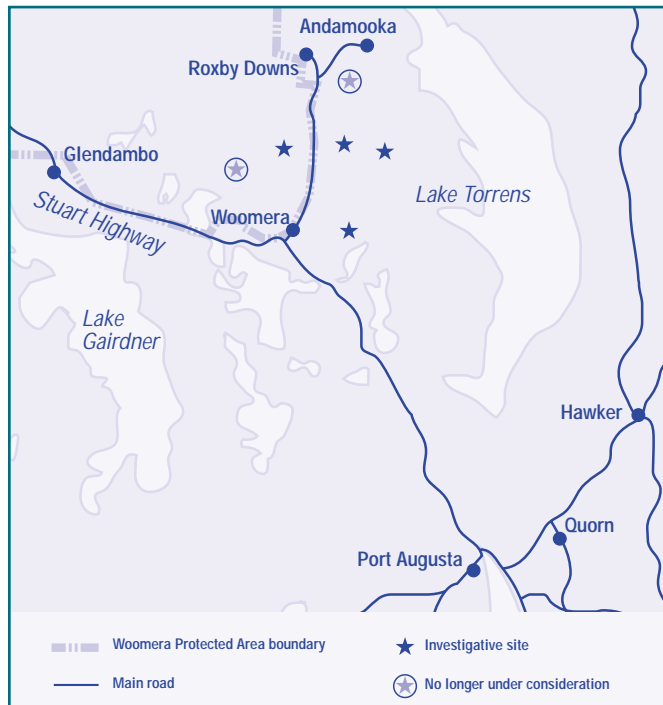 Andamooka
Roxby Downs
Glendambo
Stuart Highway
Woomera
Lake Torrens
Lake
Gairdner
Hawker
Quorn
Port Augusta
Woomera Protected Area boundary
Investigative site
Main road
No longer under consideration